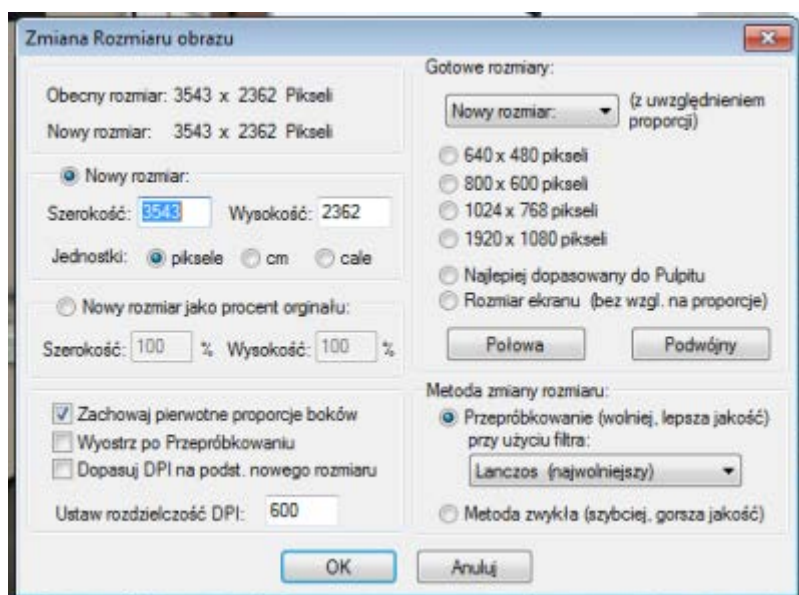 Zmiana Rozmiaru obrazu
Obecny rozmiar: 3543 x 2362 Pikseli
Nowy rozmiar: 3543 x 2362 Pikseli
Nowy rozmiar:
Szerokość: 3543 Wysokość: 2362
Jednostki: piksele cm cale
Nowy rozmiar jako procent orginału:
Szerokość: 100 % Wysokość: 100 %
Zachowaj pierwotne proporcje boków
Wyostrz po Przepróbkowaniu
Dopasuj DPI na podst. nowego rozmiaru
Ustaw rozdzielczość DPI: 600
Gotowe rozmiary:
Nowy rozmiar: (z uwzględnieniem
proporcji)
640 x 480 pikseli
800 x 600 pikseli
1024 x 768 pikseli
1920 x 1080 pikseli
Najlepiej dopasowany do Pulpitu
Rozmiar ekranu (bez wzgl. na proporcje)
Połowa Podwójny
Metoda zmiany rozmiaru:
Przepróbkowanie (wolniej, lepsza jakość)
przy użyciu filtra:
Lanczos (najwolniejszy)
Metoda zwykła (szybciej, gorsza jakość)
OK Anuluj